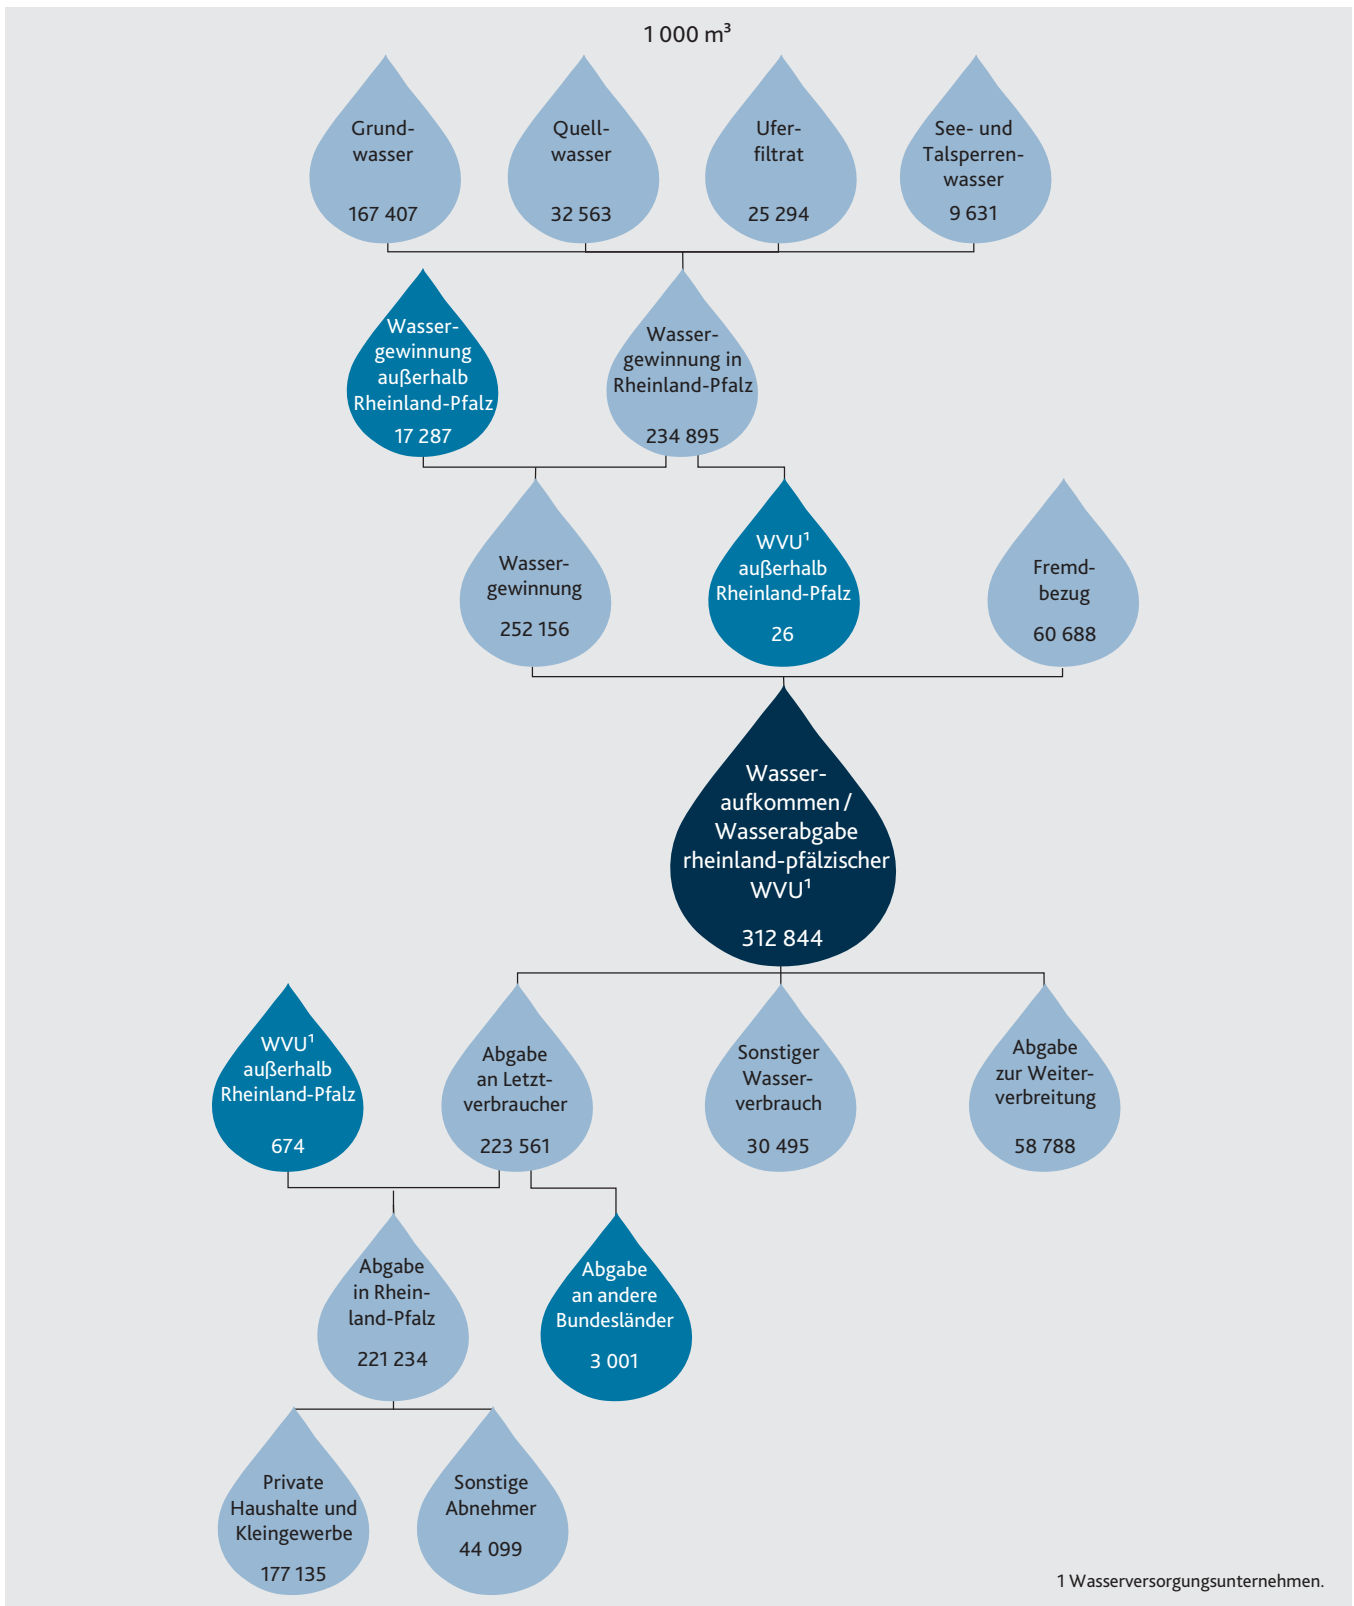 1 000 m³
Grund-
wasser
167 407
Quell-
wasser
32 563
Ufer-
filtrat
25 294
See- und
Talsperren-
wasser
9 631
Wasser-
gewinnung
außerhalb
Rheinland-Pfalz
17 287
Wasser-
gewinnung in
Rheinland-Pfalz
234 895
Wasser-
gewinnung
252 156
WVU¹
außerhalb
Rheinland-Pfalz
26
Fremd-
bezug
60 688
Wasser-
aufkommen /
Wasserabgabe
rheinland-pfälzischer
WVU¹
312 844
WVU¹
außerhalb
Rheinland-Pfalz
674
Abgabe
an Letzt-
verbraucher
223 561
Sonstiger
Wasser-
verbrauch
30 495
Abgabe
zur Weiter-
verbreitung
58 788
Abgabe
in Rhein-
land-Pfalz
221 234
Abgabe
an andere
Bundesländer
3 001
Private
Haushalte und
Kleingewerbe
177 135
Sonstige
Abnehmer
44 099
1 Wasserversorgungsunternehmen.